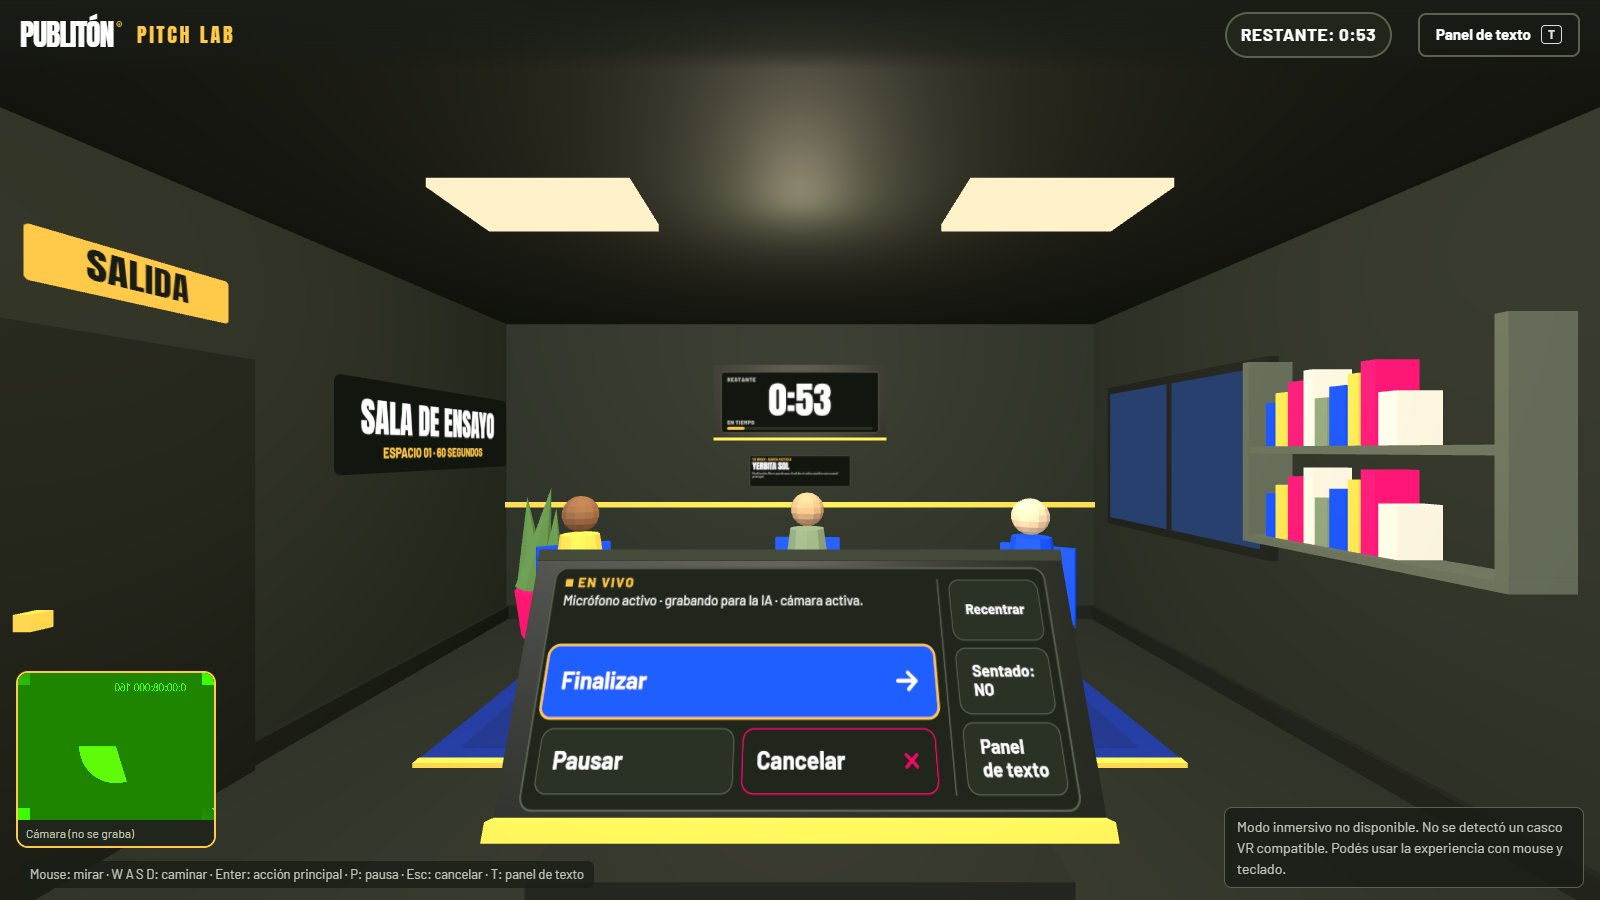 PUBLITÓN PITCH LAB
RESTANTE: 0:53
Panel de texto T
SALIDA
SALA DE ENSAYO
ESPACIO 01 · 60 SEGUNDOS
RESTANTE
0:53
EN TIEMPO
YERBITA SOL
EN VIVO
Micrófono activo · grabando para la IA · cámara activa.
Finalizar →
Pausar
Cancelar ×
Recentrar
Sentado:
NO
Panel
de texto
Cámara (no se graba)
Mouse: mirar · W A S D: caminar · Enter: acción principal · P: pausa · Esc: cancelar · T: panel de texto
Modo inmersivo no disponible. No se detectó un casco
VR compatible. Podés usar la experiencia con mouse y
teclado.